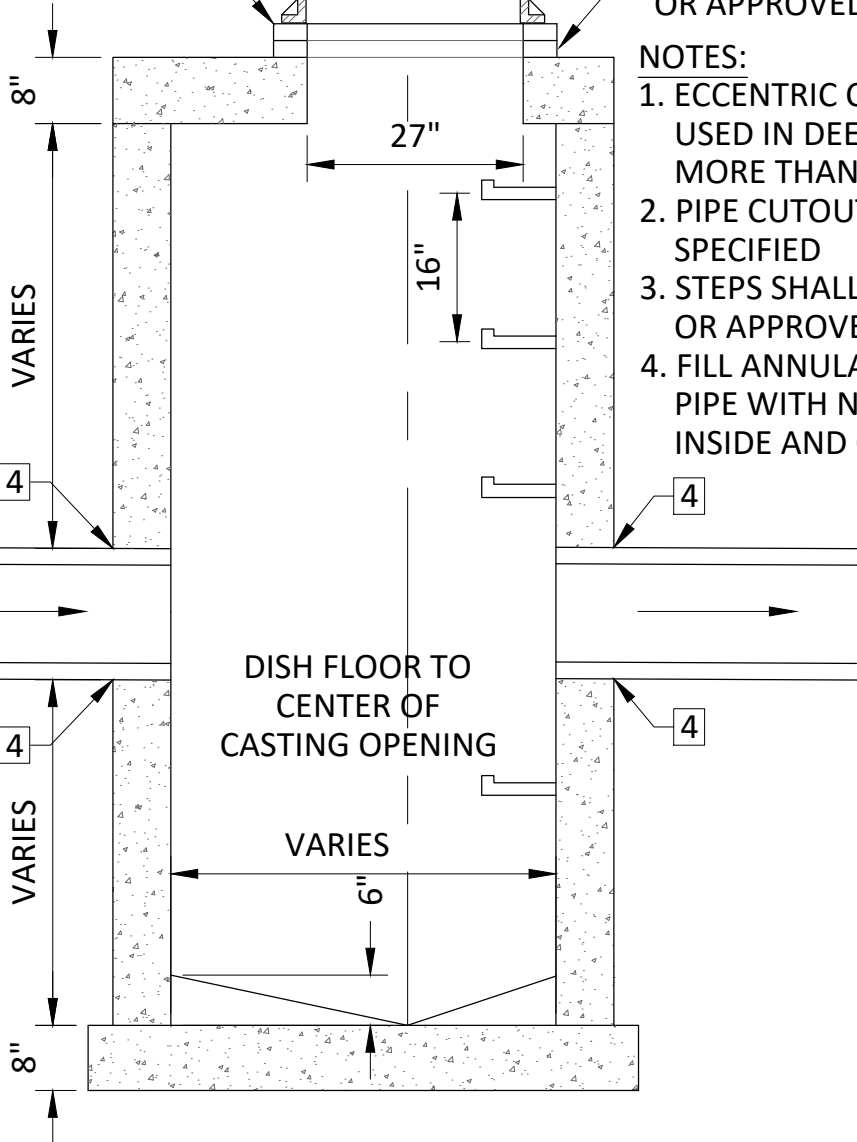 OR APPROVED
NOTES:
1. ECCENTRIC C
USED IN DEE
MORE THAN
2. PIPE CUTOUT
SPECIFIED
3. STEPS SHALL
OR APPROVE
4. FILL ANNULA
PIPE WITH N
INSIDE AND
8"
27"
16"
VARIES
4
4
DISH FLOOR TO
CENTER OF
CASTING OPENING
4
4
VARIES
VARIES
6"
8"